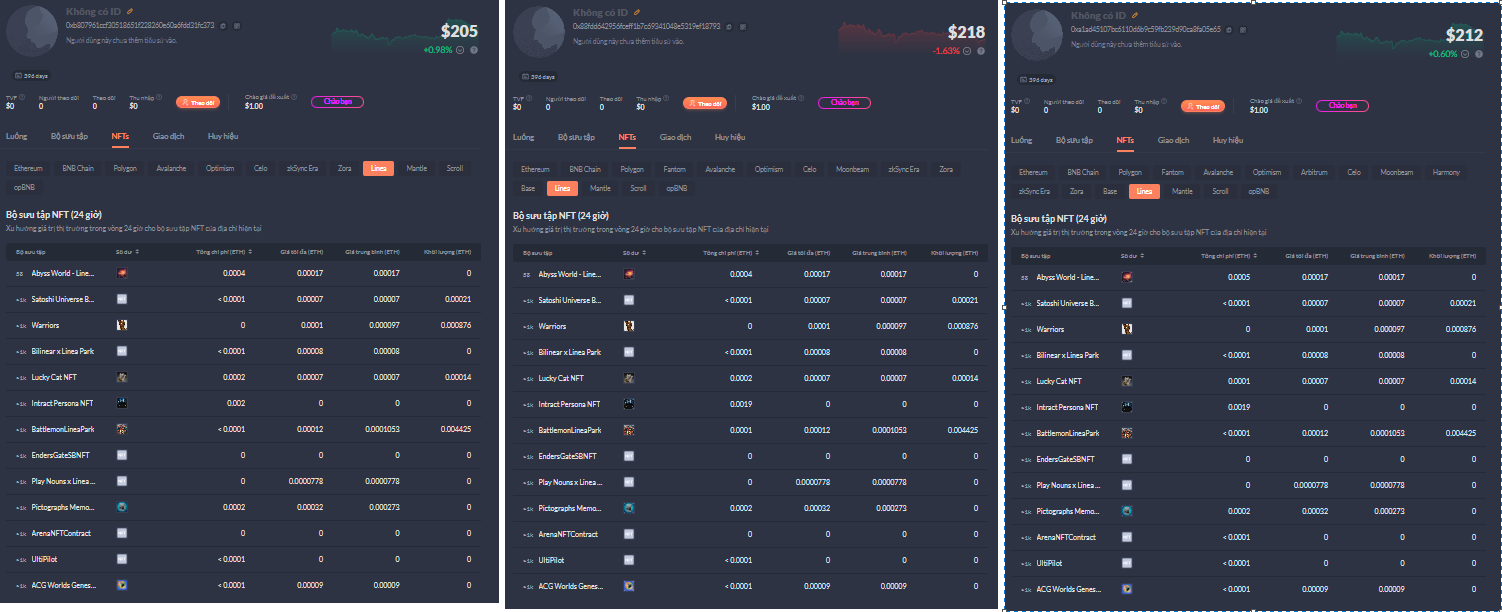 Không có ID
0xb807961ccf30518651f228260e60a6fdd31fc373
Người dùng này chưa thêm tiểu sử vào.
$205
+0.98%
396 days
TVF Người theo dõi Theo dõi Thu nhập Theo dõi Chào giá đề xuất Chào bạn
$0 0 0 $0 $1.00
Luồng Bộ sưu tập NFTs Giao dịch Huy hiệu
Ethereum BNB Chain Polygon Avalanche Optimism Celo zkSync Era Zora Linea Mantle Scroll
opBNB
Bộ sưu tập NFT (24 giờ)
Xu hướng giá trị thị trường trong vòng 24 giờ cho bộ sưu tập NFT của địa chỉ hiện tại
Bộ sưu tập Số dư Tổng chi phí (ETH) Giá tối đa (ETH) Giá trung bình (ETH) Khối lượng (ETH)
Abyss World - Line... 0.0004 0.00017 0.00017 0
Satoshi Universe B... < 0.0001 0.00007 0.00007 0.00021
Warriors 0 0.0001 0.000097 0.000876
Bilinear x Linea Park < 0.0001 0.00008 0.00008 0
Lucky Cat NFT 0.0002 0.00007 0.00007 0.00014
Intract Persona NFT 0.002 0 0 0
BattlemonLineaPark < 0.0001 0.00012 0.0001053 0.004425
EndersGateSBNFT 0 0 0 0
Play Nouns x Linea ... 0 0.0000778 0.0000778 0
Pictographs Memo... 0.0002 0.00032 0.000273 0
ArenaNFTContract 0 0 0 0
UltiPilot < 0.0001 0 0 0
ACG Worlds Genes... < 0.0001 0.00009 0.00009 0
Không có ID
0x88fdd642956fceff1b7c69341048e5319ef18793
Người dùng này chưa thêm tiểu sử vào.
$218
-1.63%
396 days
TVF Người theo dõi Theo dõi Thu nhập Theo dõi Chào giá đề xuất Chào bạn
$0 0 0 $0 $1.00
Luồng Bộ sưu tập NFTs Giao dịch Huy hiệu
Ethereum BNB Chain Polygon Fantom Avalanche Optimism Celo Moonbeam zkSync Era Zora
Base Linea Mantle Scroll opBNB
Bộ sưu tập NFT (24 giờ)
Xu hướng giá trị thị trường trong vòng 24 giờ cho bộ sưu tập NFT của địa chỉ hiện tại
Bộ sưu tập Số dư Tổng chi phí (ETH) Giá tối đa (ETH) Giá trung bình (ETH) Khối lượng (ETH)
Abyss World - Line... 0.0004 0.00017 0.00017 0
Satoshi Universe B... < 0.0001 0.00007 0.00007 0.00021
Warriors 0 0.0001 0.000097 0.000876
Bilinear x Linea Park < 0.0001 0.00008 0.00008 0
Lucky Cat NFT 0.0002 0.00007 0.00007 0.00014
Intract Persona NFT 0.0019 0 0 0
BattlemonLineaPark 0.0001 0.00012 0.0001053 0.004425
EndersGateSBNFT 0 0 0 0
Play Nouns x Linea ... 0 0.0000778 0.0000778 0
Pictographs Memo... 0.0002 0.00032 0.000273 0
ArenaNFTContract 0 0 0 0
UltiPilot < 0.0001 0 0 0
ACG Worlds Genes... < 0.0001 0.00009 0.00009 0
Không có ID
Người dùng này chưa thêm tiểu sử vào.
$212
+0.60%
396 days
TVF Người theo dõi Theo dõi Thu nhập Theo dõi Chào giá đề xuất Chào bạn
$0 0 0 $0 $1.00
Luồng Bộ sưu tập NFTs Giao dịch Huy hiệu
Ethereum BNB Chain Polygon Fantom Avalanche Optimism Arbitrum Celo Moonbeam Harmony
zkSync Era Zora Base Linea Mantle Scroll opBNB
Bộ sưu tập NFT (24 giờ)
Xu hướng giá trị thị trường trong vòng 24 giờ cho bộ sưu tập NFT của địa chỉ hiện tại
Bộ sưu tập Số dư Tổng chi phí (ETH) Giá tối đa (ETH) Giá trung bình (ETH) Khối lượng (ETH)
Abyss World - Line... 0.0005 0.00017 0.00017 0
Satoshi Universe B... < 0.0001 0.00007 0.00007 0.00021
Warriors 0 0.0001 0.000097 0.000876
Bilinear x Linea Park < 0.0001 0.00008 0.00008 0
Lucky Cat NFT 0.0001 0.00007 0.00007 0.00014
Intract Persona NFT 0.0019 0 0 0
BattlemonLineaPark < 0.0001 0.00012 0.0001053 0.004425
EndersGateSBNFT 0 0 0 0
Play Nouns x Linea ... 0 0.0000778 0.0000778 0
Pictographs Memo... 0.0002 0.00032 0.000273 0
ArenaNFTContract < 0.0001 0 0 0
UltiPilot < 0.0001 0 0 0
ACG Worlds Genes... < 0.0001 0.00009 0.00009 0